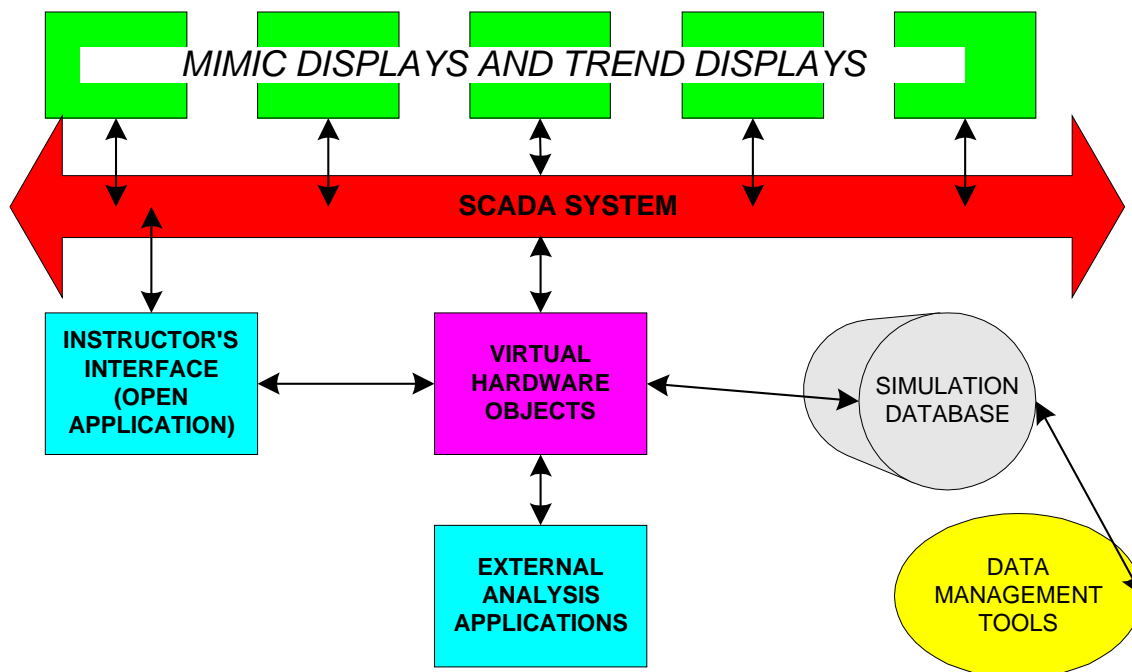 MIMIC DISPLAYS AND TREND DISPLAYS
SCADA SYSTEM
INSTRUCTOR'S
INTERFACE
(OPEN
APPLICATION)
VIRTUAL
HARDWARE
OBJECTS
SIMULATION
DATABASE
EXTERNAL
ANALYSIS
APPLICATIONS
DATA
MANAGEMENT
TOOLS